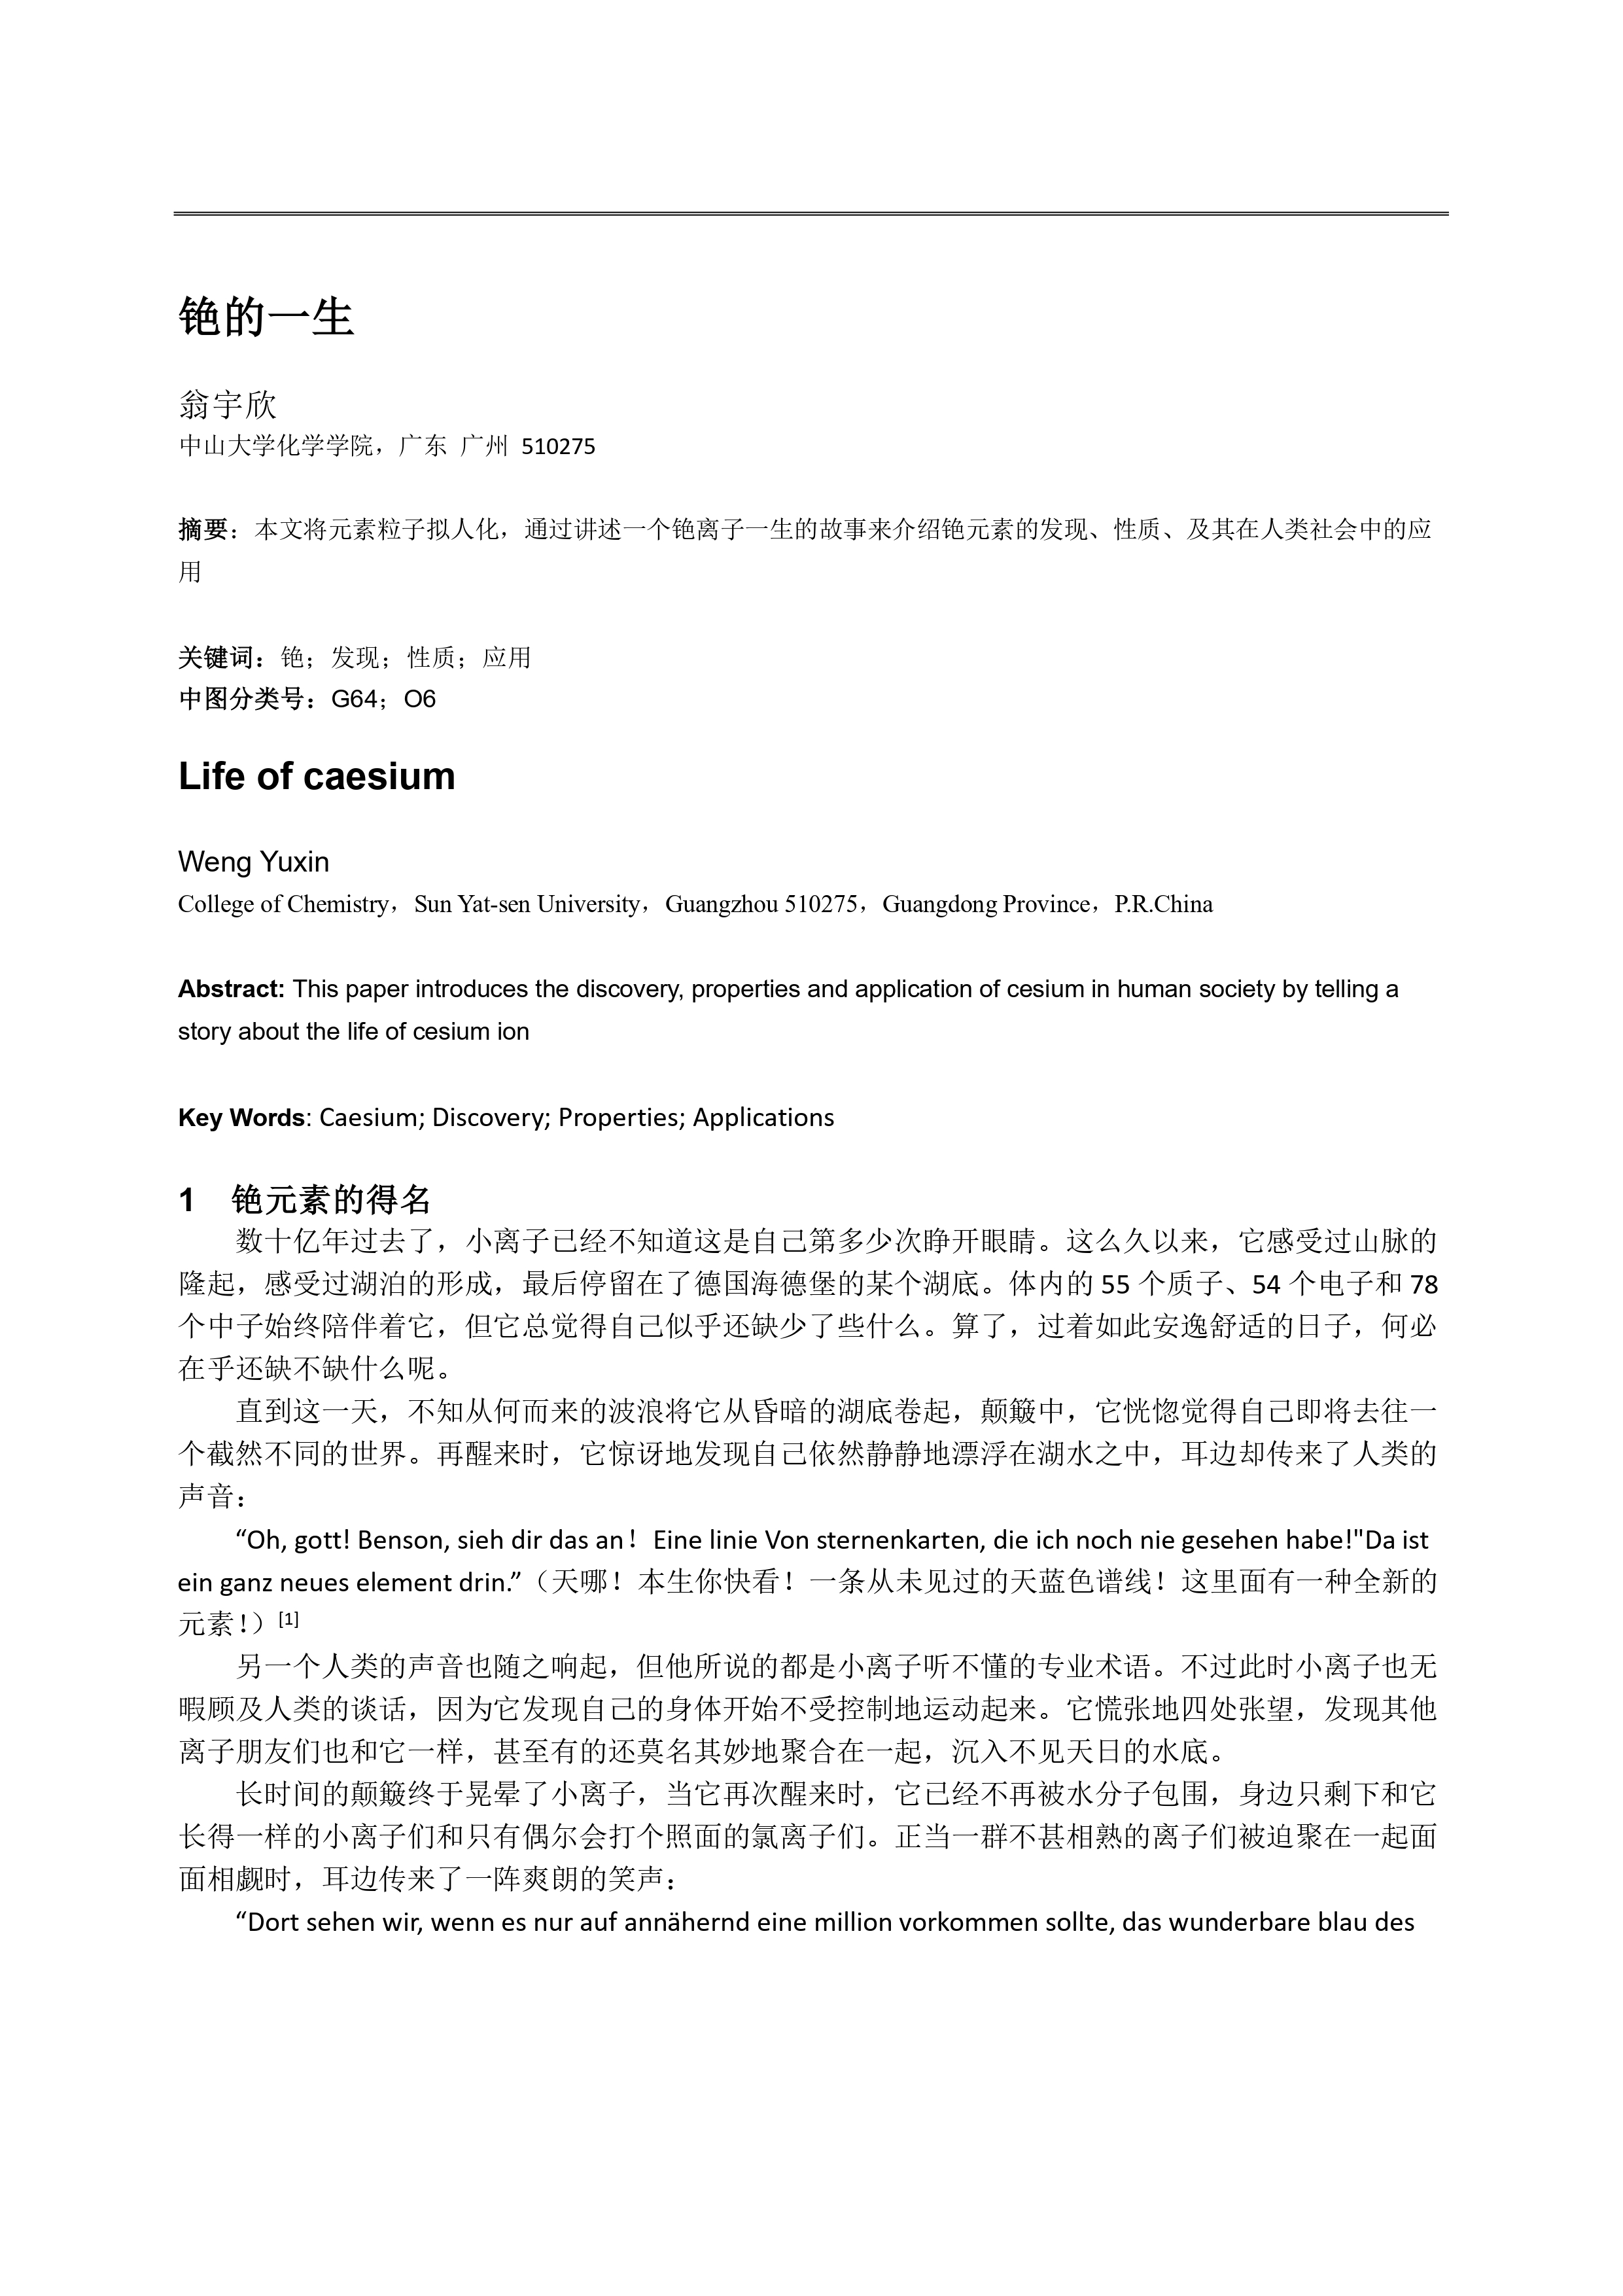 铯的一生
翁宇欣
中山大学化学学院，广东 广州 510275
摘要：本文将元素粒子拟人化，通过讲述一个铯离子一生的故事来介绍铯元素的发现、性质、及其在人类社会中的应
用
关键词：铯；发现；性质；应用
中图分类号：G64；O6
Life of caesium
Weng Yuxin
College of Chemistry，Sun Yat-sen University，Guangzhou 510275，Guangdong Province，P.R.China
Abstract: This paper introduces the discovery, properties and application of cesium in human society by telling a
story about the life of cesium ion
Key Words: Caesium; Discovery; Properties; Applications
1 铯元素的得名
数十亿年过去了，小离子已经不知道这是自己第多少次睁开眼睛。这么久以来，它感受过山脉的
隆起，感受过湖泊的形成，最后停留在了德国海德堡的某个湖底。体内的 55 个质子、54 个电子和 78
个中子始终陪伴着它，但它总觉得自己似乎还缺少了些什么。算了，过着如此安逸舒适的日子，何必
在乎还缺不缺什么呢。
直到这一天，不知从何而来的波浪将它从昏暗的湖底卷起，颠簸中，它恍惚觉得自己即将去往一
个截然不同的世界。再醒来时，它惊讶地发现自己依然静静地漂浮在湖水之中，耳边却传来了人类的
声音：
“Oh, gott! Benson, sieh dir das an！Eine linie Von sternenkarten, die ich noch nie gesehen habe!"Da ist
ein ganz neues element drin.”（天哪！本生你快看！一条从未见过的天蓝色谱线！这里面有一种全新的
元素!）[1]
另一个人类的声音也随之响起，但他所说的都是小离子听不懂的专业术语。不过此时小离子也无
暇顾及人类的谈话，因为它发现自己的身体开始不受控制地运动起来。它慌张地四处张望，发现其他
离子朋友们也和它一样，甚至有的还莫名其妙地聚合在一起，沉入不见天日的水底。
长时间的颠簸终于晃晕了小离子，当它再次醒来时，它已经不再被水分子包围，身边只剩下和它
长得一样的小离子们和只有偶尔会打个照面的氯离子们。正当一群不甚相熟的离子们被迫聚在一起面
面相觑时，耳边传来了一阵爽朗的笑声：
“Dort sehen wir, wenn es nur auf annähernd eine million vorkommen sollte, das wunderbare blau des